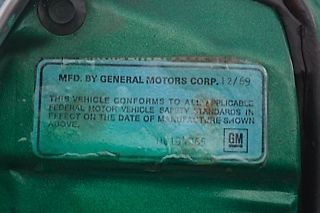 MFD. BY GENERAL MOTORS CORP. 12/69
THIS VEHICLE CONFORMS TO ALL APPLICABLE
FEDERAL MOTOR VEHICLE SAFETY STANDARDS IN
EFFECT ON THE DATE OF MANUFACTURE SHOWN
ABOVE.
GM